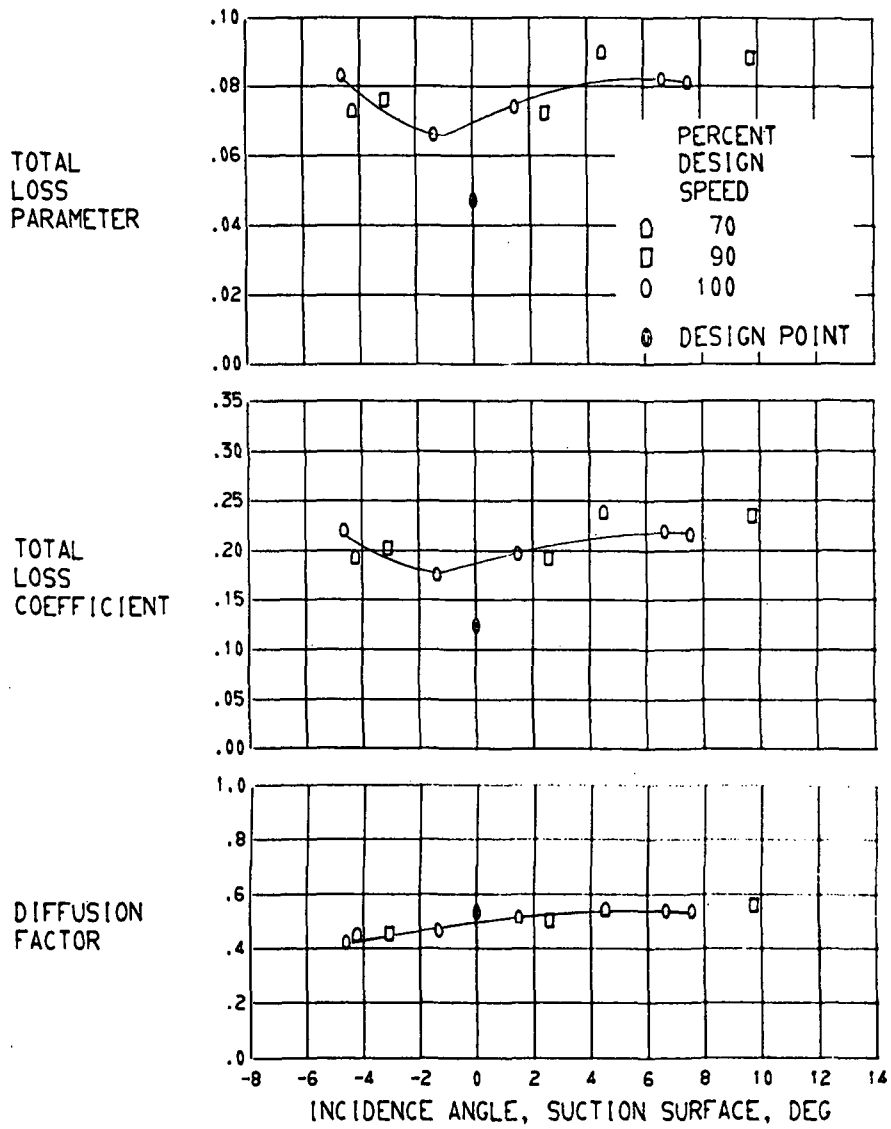 .10
.08
.06
.04
.02
.00
TOTAL
LOSS
PARAMETER
PERCENT
DESIGN
SPEED
70
90
100
DESIGN POINT
.35
.30
.25
.20
.15
.10
.05
.00
TOTAL
LOSS
COEFFICIENT
1.0
.8
.6
.4
.2
.0
DIFFUSION
FACTOR
-8 -6 -4 -2 0 2 4 6 8 10 12 14
INCIDENCE ANGLE, SUCTION SURFACE, DEG